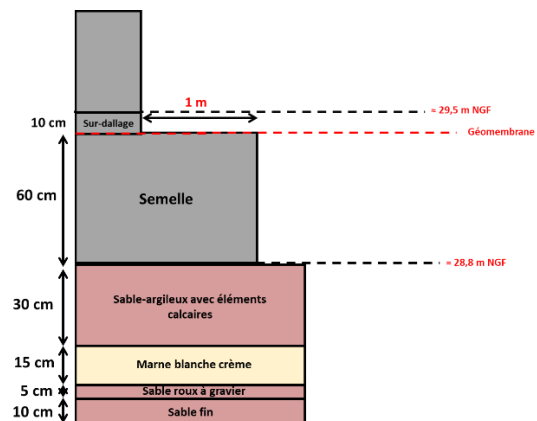 1 m
≈ 29,5 m NGF
10 cm
Sur-dallage
Géomembrane
60 cm
Semelle
≈ 28,8 m NGF
30 cm
Sable-argileux avec éléments
calcaires
15 cm
Marne blanche crème
5 cm
Sable roux à gravier
10 cm
Sable fin